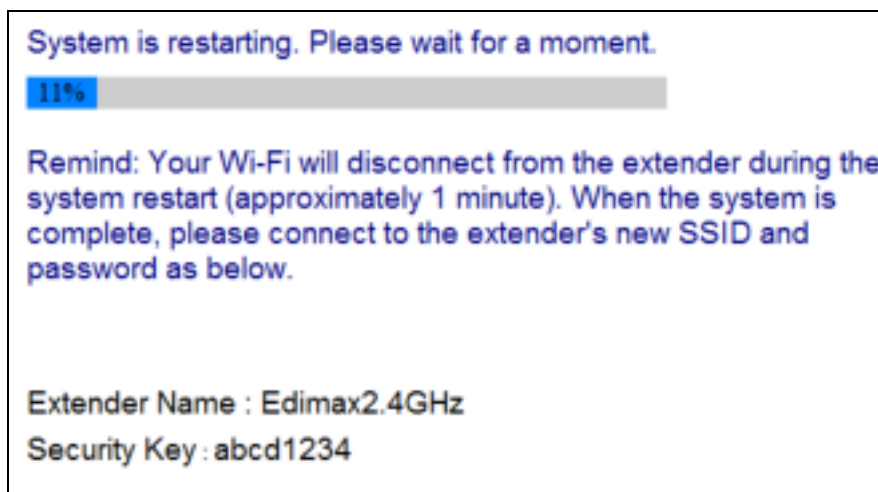 System is restarting. Please wait for a moment.
11%
Remind: Your Wi-Fi will disconnect from the extender during the
system restart (approximately 1 minute). When the system is
complete, please connect to the extender's new SSID and
password as below.
Extender Name : Edimax2.4GHz
Security Key : abcd1234